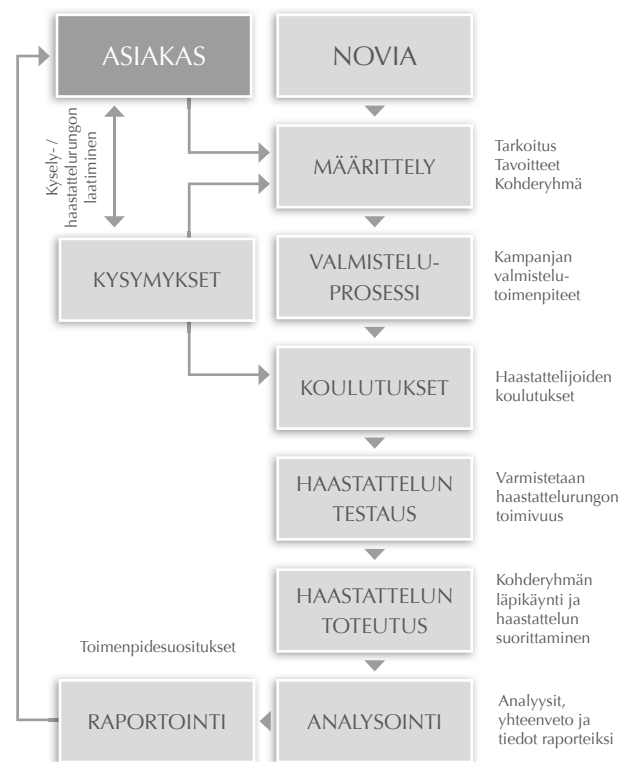 ASIAKAS
NOVIA
Kysely- /
haastattelurungon
laatiminen
MÄÄRITTELY
Tarkoitus
Tavoitteet
Kohderyhmä
KYSYMYKSET
VALMISTELU-
PROSESSI
Kampanjan
valmistelu-
toimenpiteet
KOULUTUKSET
Haastattelijoiden
koulutukset
HAASTATTELUN
TESTAUS
Varmistetaan
haastattelurungon
toimivuus
HAASTATTELUN
TOTEUTUS
Kohderyhmän
läpikäynti ja
haastattelun
suorittaminen
Toimenpidesuositukset
RAPORTOINTI
ANALYSOINTI
Analyysit,
yhteenveto ja
tiedot raporteiksi